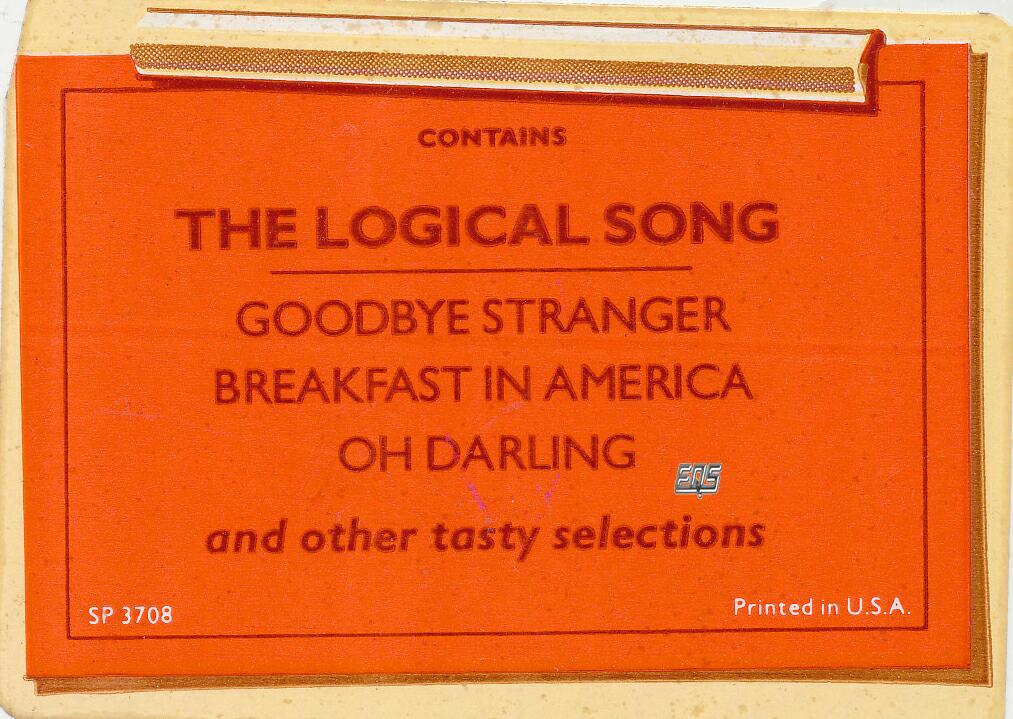 CONTAINS
THE LOGICAL SONG
GOODBYE STRANGER
BREAKFAST IN AMERICA
OH DARLING
and other tasty selections
SP 3708
Printed in U.S.A.